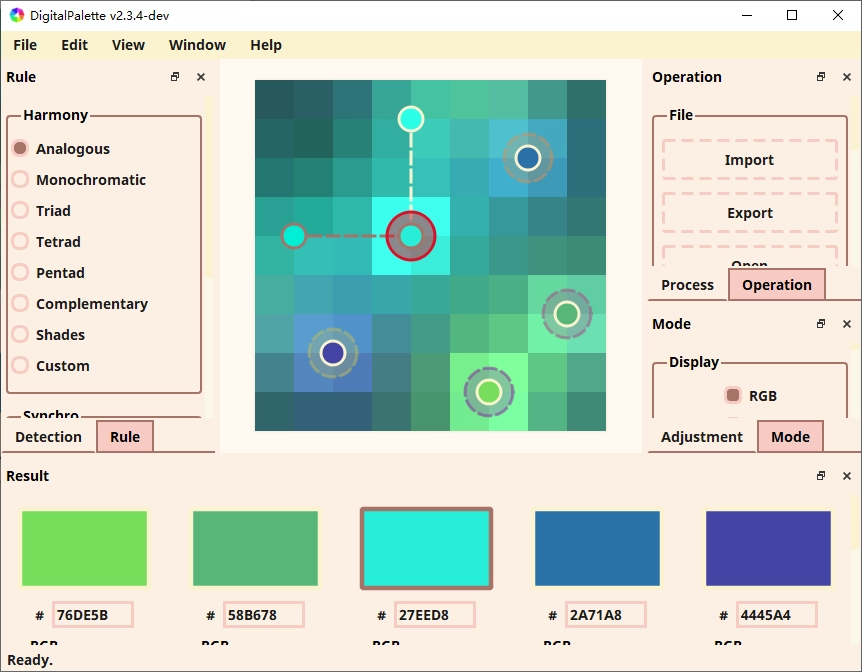 DigitalPalette v2.3.4-dev
File Edit View Window Help
Rule
Harmony
Analogous
Monochromatic
Triad
Tetrad
Pentad
Complementary
Shades
Custom
Synchro
Detection Rule
Operation
File
Import
Export
Open
Process Operation
Mode
Display
RGB
Adjustment Mode
Result
# 76DE5B # 58B678 # 27EED8 # 2A71A8 # 4445A4
RGB RGB RGB RGB RGB
Ready.